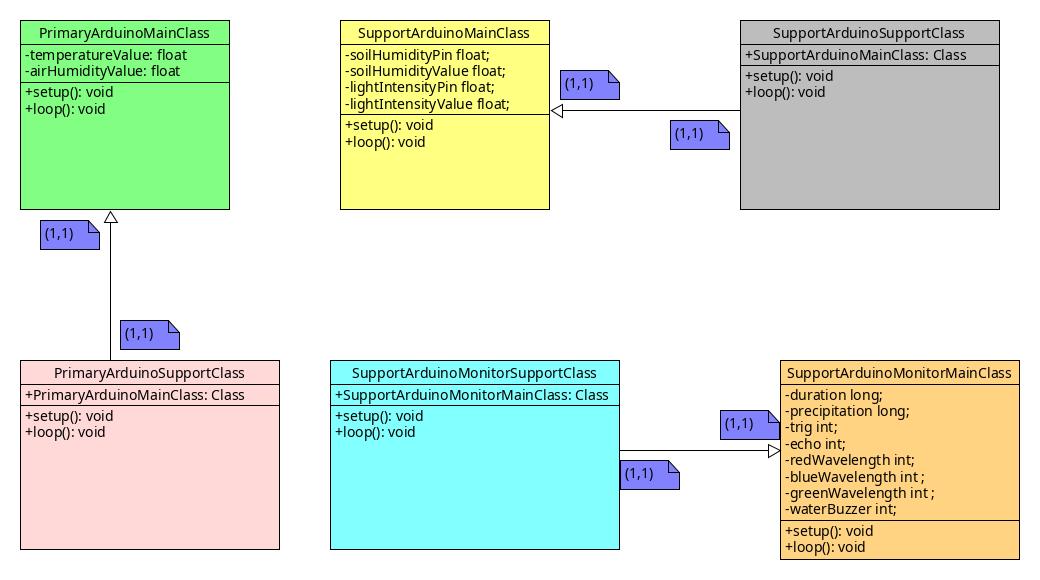 PrimaryArduinoMainClass
-temperatureValue: float
-airHumidityValue: float
+setup(): void
+loop(): void
SupportArduinoMainClass
-soilHumidityPin float;
-soilHumidityValue float;
-lightIntensityPin float;
-lightIntensityValue float;
+setup(): void
+loop(): void
(1,1)
(1,1)
SupportArduinoSupportClass
+SupportArduinoMainClass: Class
+setup(): void
+loop(): void
(1,1)
(1,1)
PrimaryArduinoSupportClass
+PrimaryArduinoMainClass: Class
+setup(): void
+loop(): void
SupportArduinoMonitorSupportClass
+SupportArduinoMonitorMainClass: Class
+setup(): void
+loop(): void
(1,1)
(1,1)
SupportArduinoMonitorMainClass
-duration long;
-precipitation long;
-trig int;
-echo int;
-redWavelength int;
-blueWavelength int ;
-greenWavelength int ;
-waterBuzzer int;
+setup(): void
+loop(): void